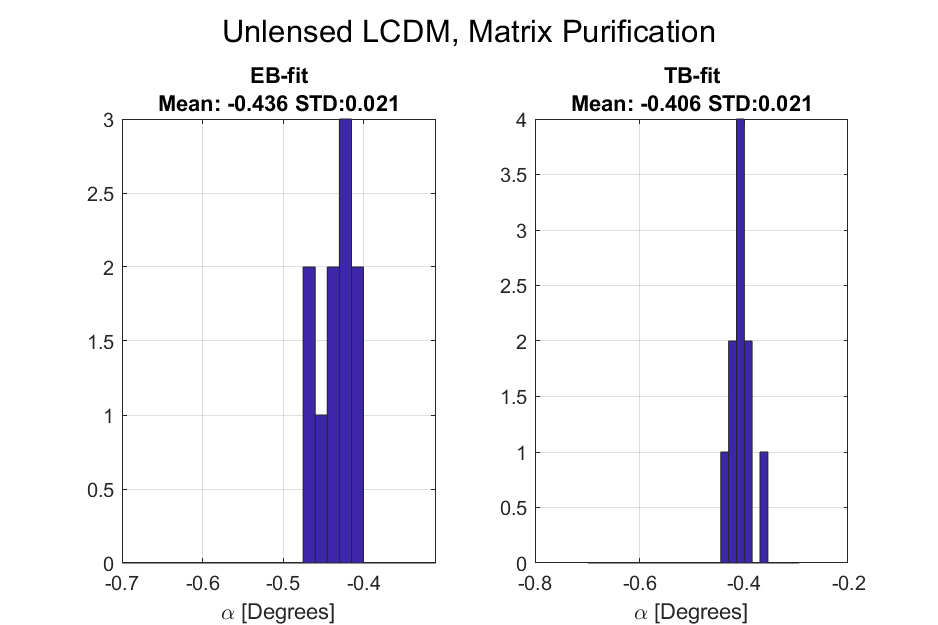 Unlensed LCDM, Matrix Purification
EB-fit
Mean: -0.436 STD:0.021
3
2.5
2
1.5
1
0.5
0
-0.7 -0.6 -0.5 -0.4
α [Degrees]
TB-fit
Mean: -0.406 STD:0.021
4
3.5
3
2.5
2
1.5
1
0.5
0
-0.8 -0.6 -0.4 -0.2
α [Degrees]